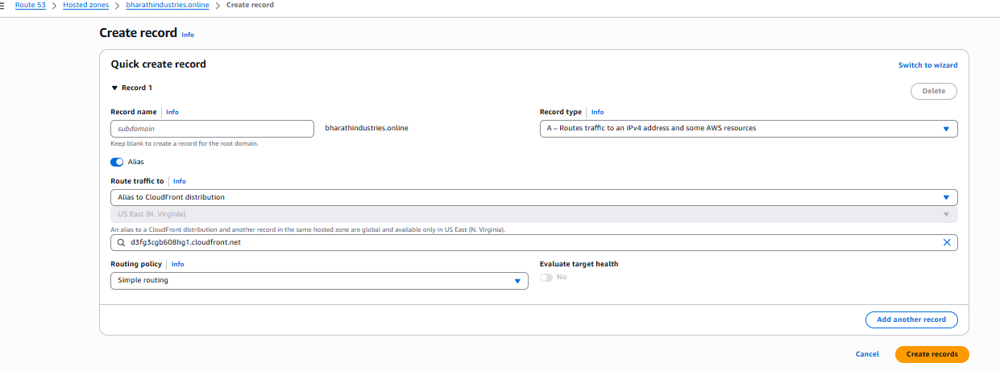 Route 53 > Hosted zones > bharathindustries.online > Create record
Create record Info
Quick create record
Switch to wizard
▼ Record 1
Delete
Record name Info
Record type Info
subdomain
bharathindustries.online
A – Routes traffic to an IPv4 address and some AWS resources
Keep blank to create a record for the root domain.
Alias
Route traffic to Info
Alias to CloudFront distribution
US East (N. Virginia)
An alias to a CloudFront distribution and another record in the same hosted zone are global and available only in US East (N. Virginia).
d3fg3cgb608hg1.cloudfront.net
Routing policy Info
Evaluate target health
Simple routing
No
Add another record
Cancel
Create records